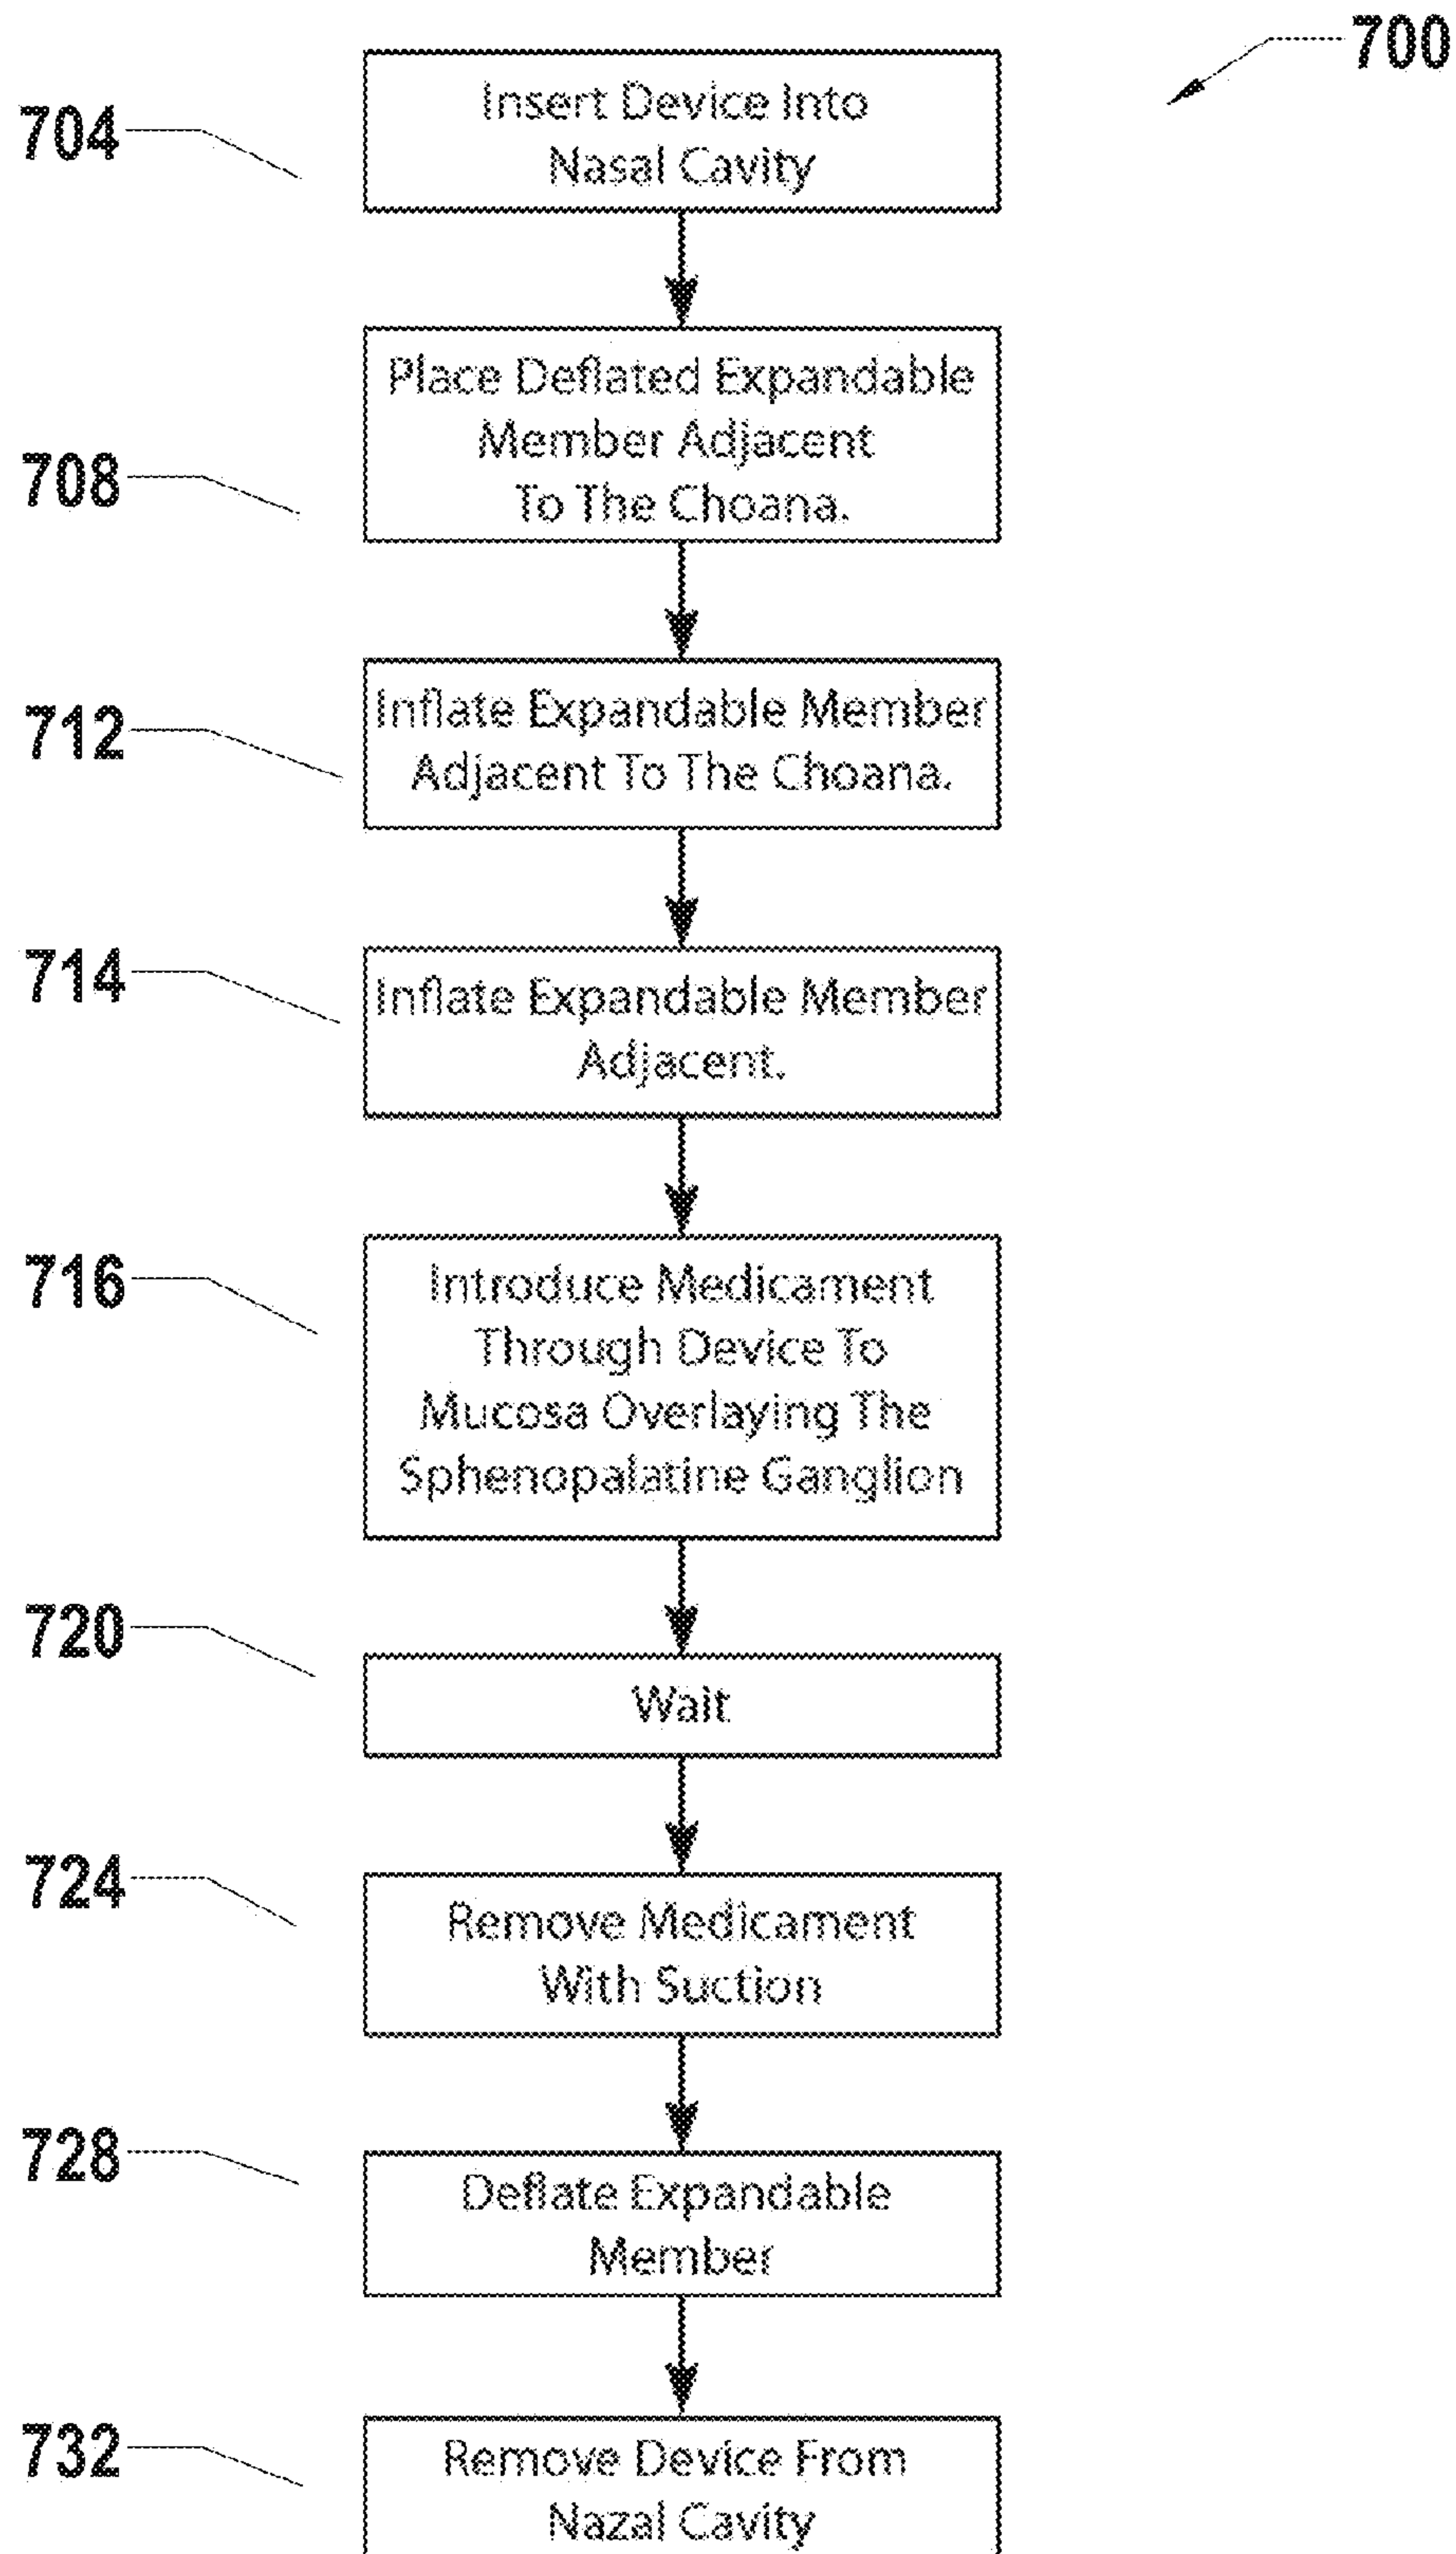 700
704
Insert Device Into
Nasal Cavity
708
Place Deflated Expandable
Member Adjacent
To The Choana.
712
Inflate Expandable Member
Adjacent To The Choana.
714
Inflate Expandable Member
Adjacent.
716
Introduce Medicament
Through Device To
Mucosa Overlaying The
Sphenopalatine Ganglion
720
Wait
724
Remove Medicament
With Suction
728
Deflate Expandable
Member
732
Remove Device From
Nazal Cavity